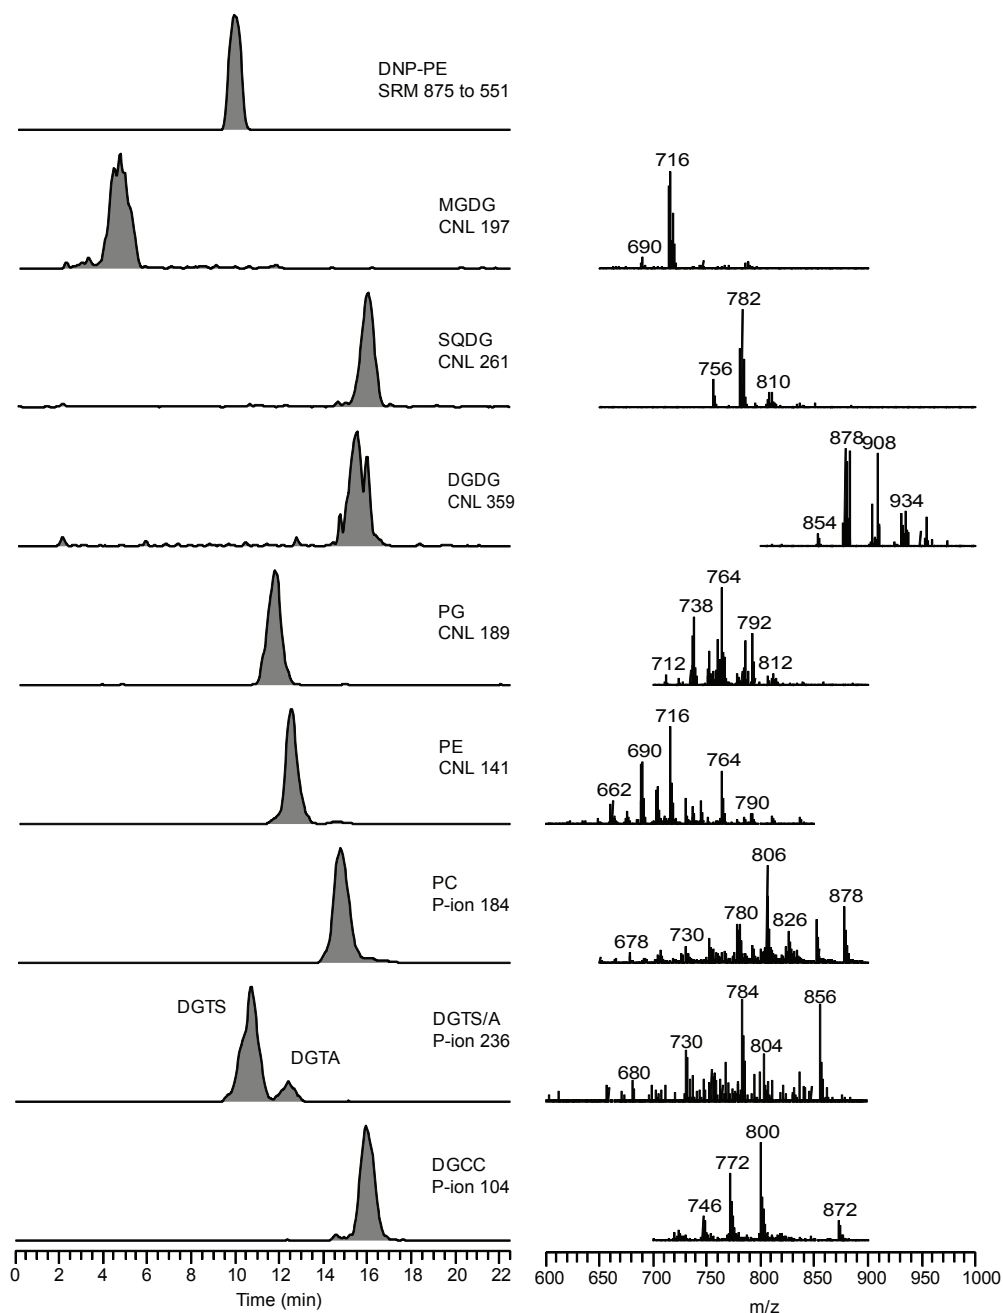 DNP-PE
SRM 875 to 551
MGDG
CNL 197
716
690
SQDG
CNL 261
782
756
810
DGDG
CNL 359
878
908
934
854
PG
CNL 189
764
738
792
712
812
PE
CNL 141
716
690
764
662
790
PC
P-ion 184
806
878
780
826
730
678
DGTS
DGTA
DGTS/A
P-ion 236
784
856
730
804
680
DGCC
P-ion 104
800
772
746
872
0 2 4 6 8 10 12 14 16 18 20 22
Time (min)
600 650 700 750 800 850 900 950 1000
m/z